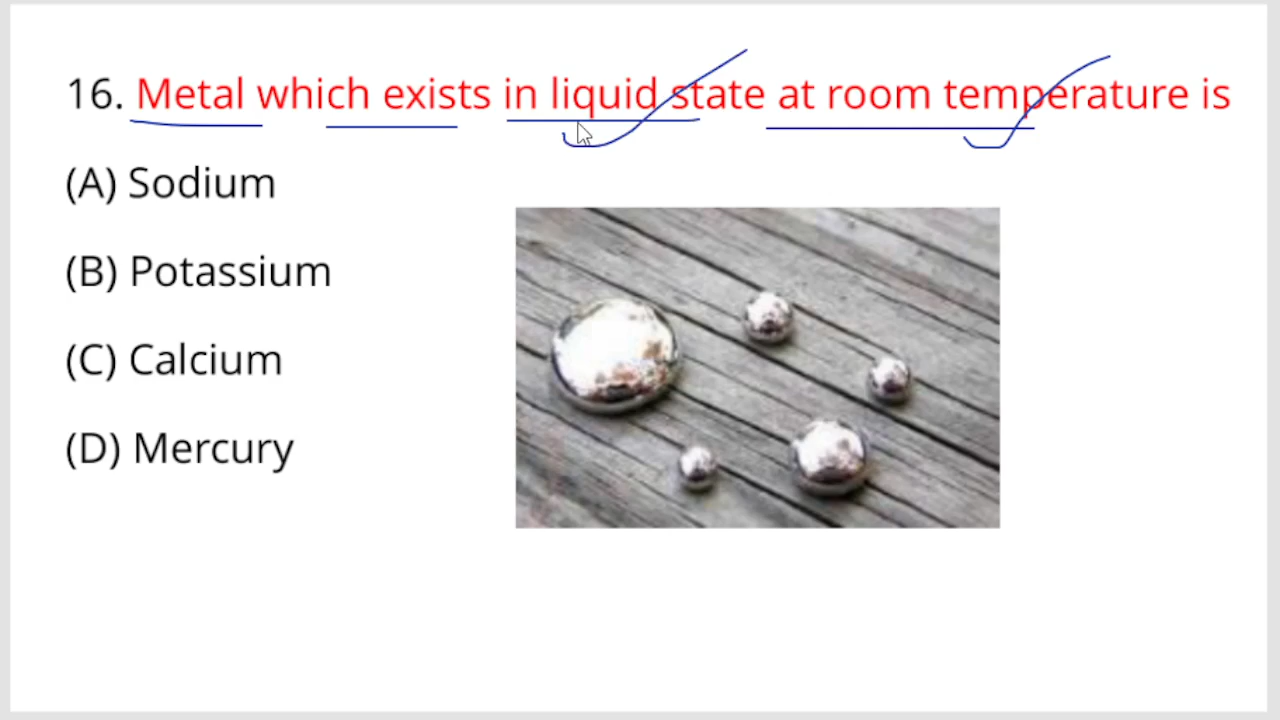 16. Metal which exists in liquid state at room temperature is
(A) Sodium
(B) Potassium
(C) Calcium
(D) Mercury